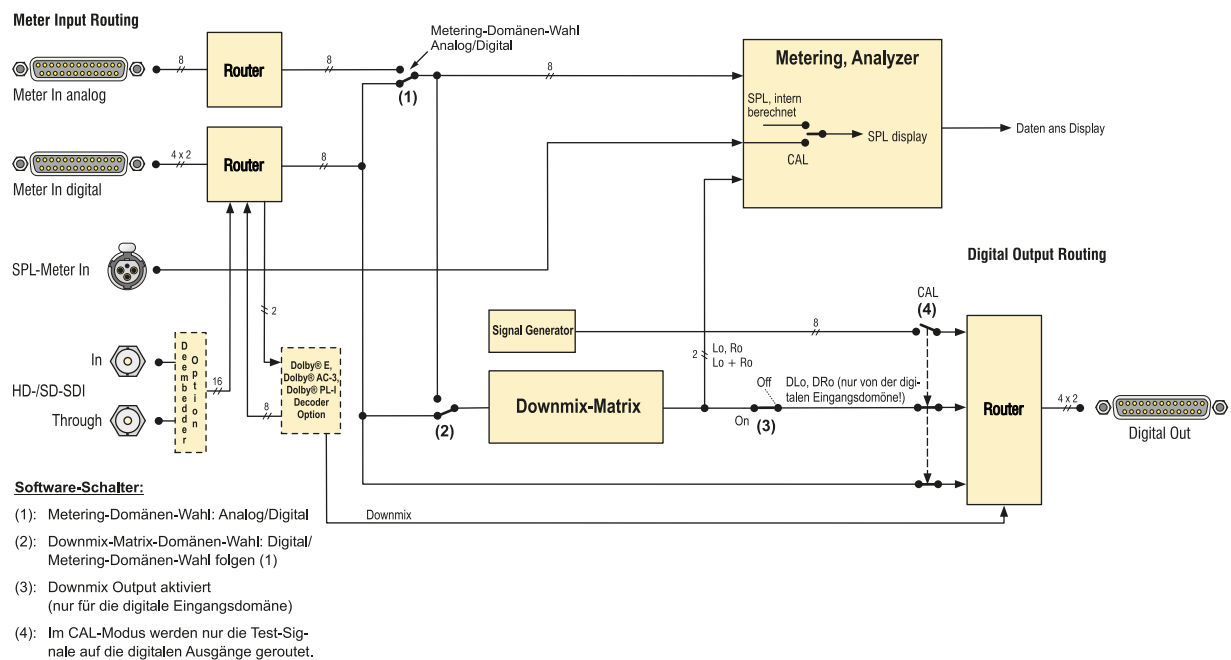 Meter Input Routing
8
Router
8
Metering-Domänen-Wahl
Analog/Digital
(1)
8
Meter In analog
Metering, Analyzer
SPL, intern
berechnet
SPL display
CAL
Daten ans Display
4 x 2
Router
8
Meter In digital
SPL-Meter In
2
In
HD-/SD-SDI
Through
Deembedder
Option
16
8
Dolby® E,
Dolby® AC-3,
Dolby® PL-I
Decoder
Option
Signal Generator
8
2
Lo, Ro
Lo + Ro
(2)
Downmix-Matrix
Off
On
(3)
DLo, DRo (nur von der digi-
talen Eingangsdomöne!)
Digital Output Routing
CAL
(4)
Router
4 x 2
Digital Out
Downmix
Software-Schalter:
(1): Metering-Domänen-Wahl: Analog/Digital
(2): Downmix-Matrix-Domänen-Wahl: Digital/
Metering-Domänen-Wahl folgen (1)
(3): Downmix Output aktiviert
(nur für die digitale Eingangsdomäne)
(4): Im CAL-Modus werden nur die Test-Sig-
nale auf die digitalen Ausgänge geroutet.